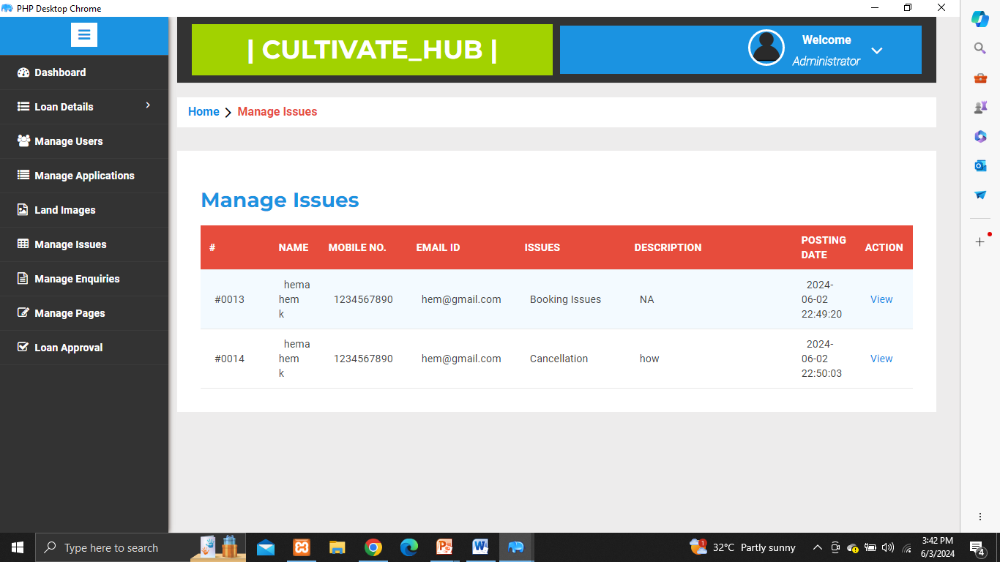 PHP Desktop Chrome
| CULTIVATE_HUB |
Welcome
Administrator
Dashboard
Loan Details
Manage Users
Manage Applications
Land Images
Manage Issues
Manage Enquiries
Manage Pages
Loan Approval
Home > Manage Issues
Manage Issues
# NAME MOBILE NO. EMAIL ID ISSUES DESCRIPTION POSTING DATE ACTION
#0013 hema hem k 1234567890 hem@gmail.com Booking Issues NA 2024-06-02 22:49:20 View
#0014 hema hem k 1234567890 hem@gmail.com Cancellation how 2024-06-02 22:50:03 View
Type here to search
1
32°C Partly sunny
3:42 PM
6/3/2024
4